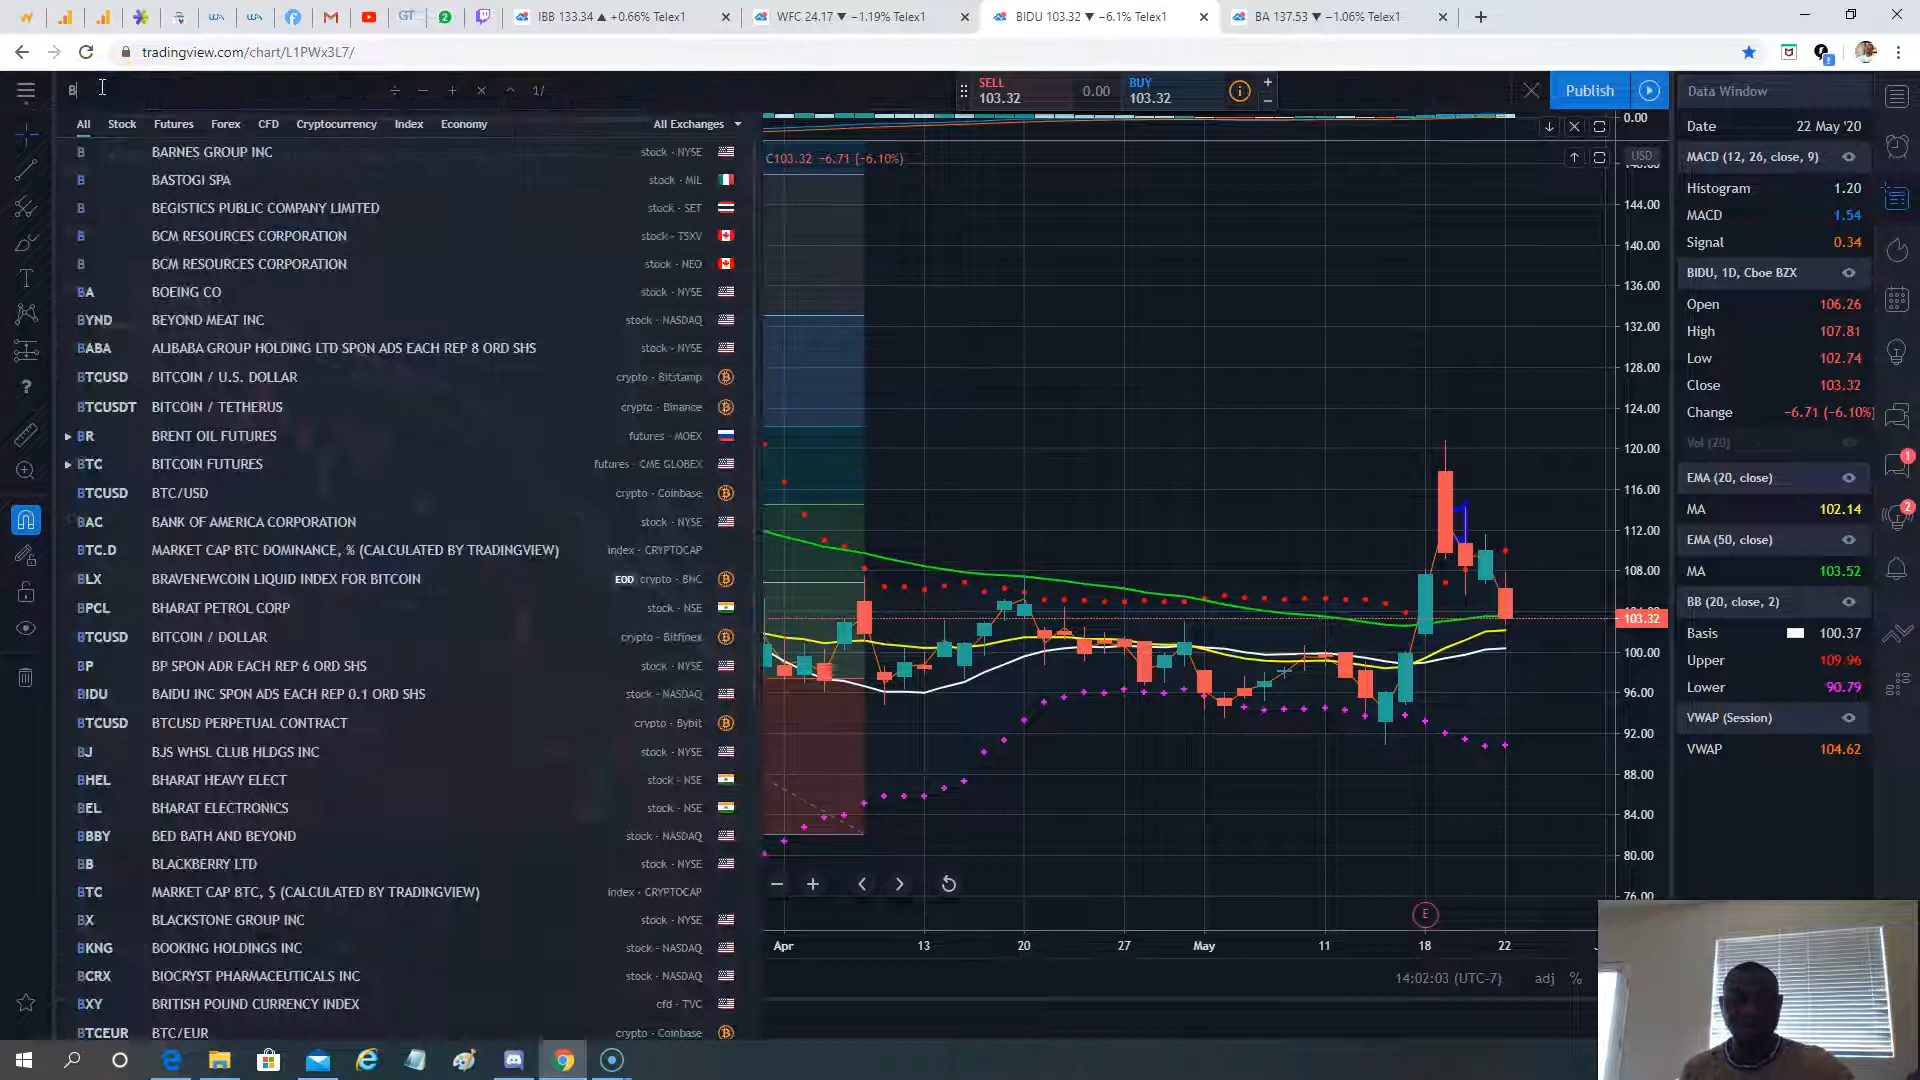 IBB 133.34 ▲ +0.66% Telex1
WFC 24.17 ▼ −1.19% Telex1
BIDU 103.32 ▼ −6.1% Telex1
BA 137.53 ▼ −1.06% Telex1
tradingview.com/chart/L1PWx3L7/
B
1/
SELL
103.32
0.00
BUY
103.32
Publish
Data Window
All Stock Futures Forex CFD Cryptocurrency Index Economy All Exchanges
B BARNES GROUP INC stock - NYSE
B BASTOGI SPA stock - MIL
B BEGISTICS PUBLIC COMPANY LIMITED stock - SET
B BCM RESOURCES CORPORATION stock - TSXV
B BCM RESOURCES CORPORATION stock - NEO
BA BOEING CO stock - NYSE
BYND BEYOND MEAT INC stock - NASDAQ
BABA ALIBABA GROUP HOLDING LTD SPON ADS EACH REP 8 ORD SHS stock - NYSE
BTCUSD BITCOIN / U.S. DOLLAR crypto - Bitstamp
BTCUSDT BITCOIN / TETHERUS crypto - Binance
BR BRENT OIL FUTURES futures - MOEX
BTC BITCOIN FUTURES futures - CME GLOBEX
BTCUSD BTC/USD crypto - Coinbase
BAC BANK OF AMERICA CORPORATION stock - NYSE
BTC.D MARKET CAP BTC DOMINANCE, % (CALCULATED BY TRADINGVIEW) index - CRYPTOCAP
BLX BRAVENEWCOIN LIQUID INDEX FOR BITCOIN EOD crypto - BNC
BPCL BHARAT PETROL CORP stock - NSE
BTCUSD BITCOIN / DOLLAR crypto - Bitfinex
BP BP SPON ADR EACH REP 6 ORD SHS stock - NYSE
BIDU BAIDU INC SPON ADS EACH REP 0.1 ORD SHS stock - NASDAQ
BTCUSD BTCUSD PERPETUAL CONTRACT crypto - Bybit
BJ BJS WHSL CLUB HLDGS INC stock - NYSE
BHEL BHARAT HEAVY ELECT stock - NSE
BEL BHARAT ELECTRONICS stock - NSE
BBBY BED BATH AND BEYOND stock - NASDAQ
BB BLACKBERRY LTD stock - NYSE
BTC MARKET CAP BTC, $ (CALCULATED BY TRADINGVIEW) index - CRYPTOCAP
BX BLACKSTONE GROUP INC stock - NYSE
BKNG BOOKING HOLDINGS INC stock - NASDAQ
BCRX BIOCRYST PHARMACEUTICALS INC stock - NASDAQ
BXY BRITISH POUND CURRENCY INDEX cfd - TVC
BTCEUR BTC/EUR crypto - Coinbase
C103.32 −6.71 (−6.10%)
0.00
USD
144.00
140.00
136.00
132.00
128.00
124.00
120.00
116.00
112.00
108.00
103.32
100.00
96.00
92.00
88.00
84.00
80.00
76.00
E
Apr 13 20 27 May 11 18 22
14:02:03 (UTC-7) adj %
Date 22 May '20
MACD (12, 26, close, 9)
Histogram 1.20
MACD 1.54
Signal 0.34
BIDU, 1D, Cboe BZX
Open 106.26
High 107.81
Low 102.74
Close 103.32
Change −6.71 (−6.10%)
Vol (20)
EMA (20, close)
MA 102.14
EMA (50, close)
MA 103.52
BB (20, close, 2)
Basis 100.37
Upper 109.96
Lower 90.79
VWAP (Session)
VWAP 104.62
1
2